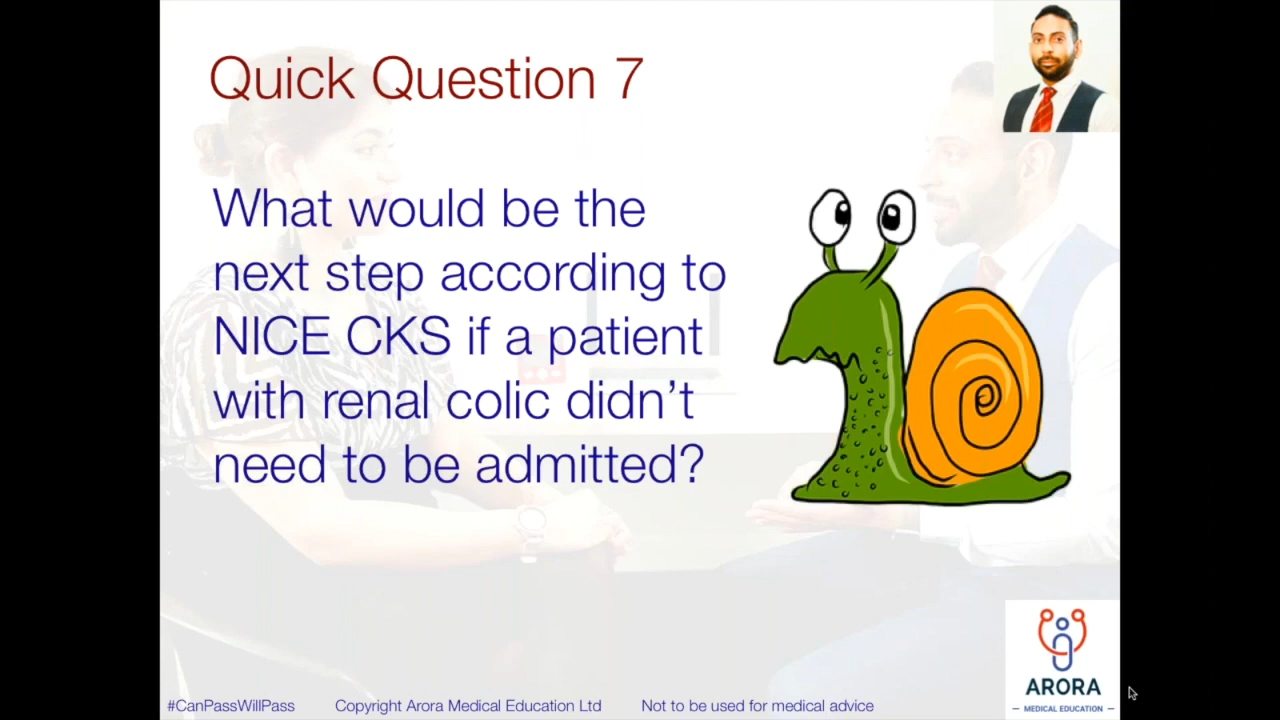 Quick Question 7
What would be the
next step according to
NICE CKS if a patient
with renal colic didn’t
need to be admitted?
ARORA
— MEDICAL EDUCATION —
#CanPassWillPass Copyright Arora Medical Education Ltd Not to be used for medical advice